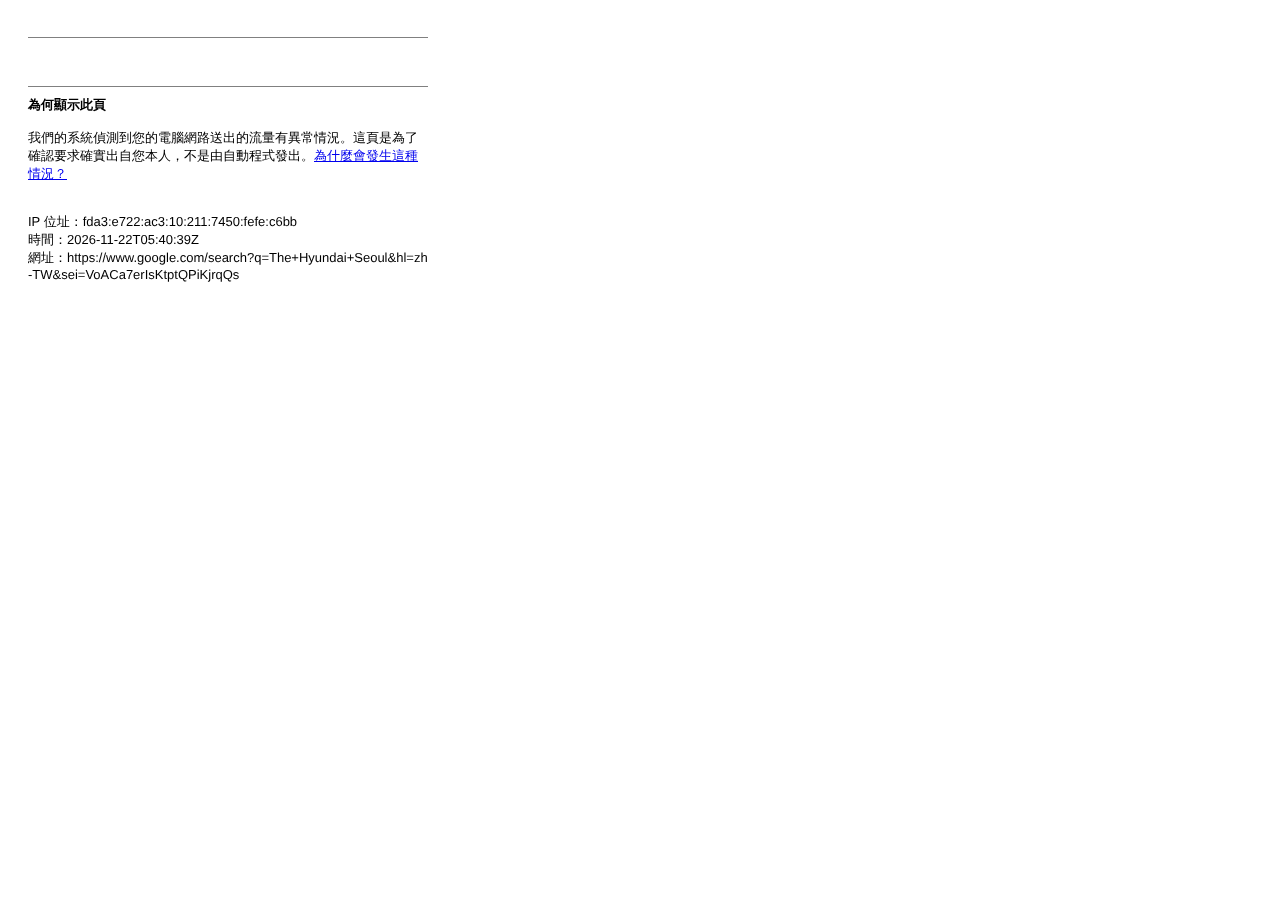 為何顯示此頁
我們的系統偵測到您的電腦網路送出的流量有異常情況。這頁是為了
確認要求確實出自您本人，不是由自動程式發出。為什麼會發生這種
情況？
IP 位址：fda3:e722:ac3:10:211:7450:fefe:c6bb
時間：2026-11-22T05:40:39Z
網址：https://www.google.com/search?q=The+Hyundai+Seoul&hl=zh
-TW&sei=VoACa7erIsKtptQPiKjrqQs